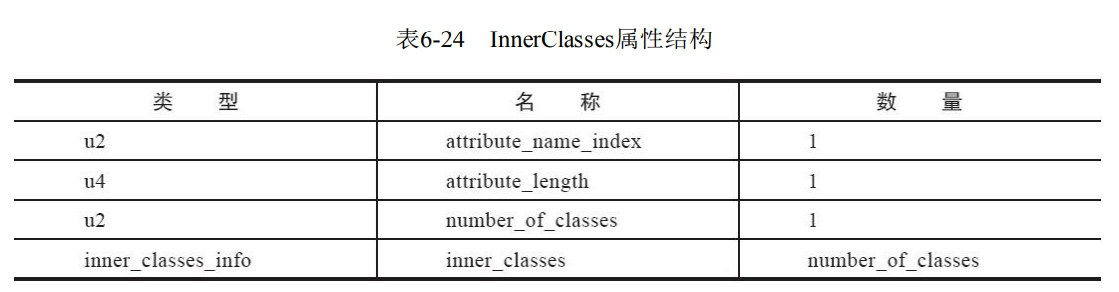 表6-24 InnerClasses属性结构
类 型 名 称 数 量
u2 attribute_name_index 1
u4 attribute_length 1
u2 number_of_classes 1
inner_classes_info inner_classes number_of_classes